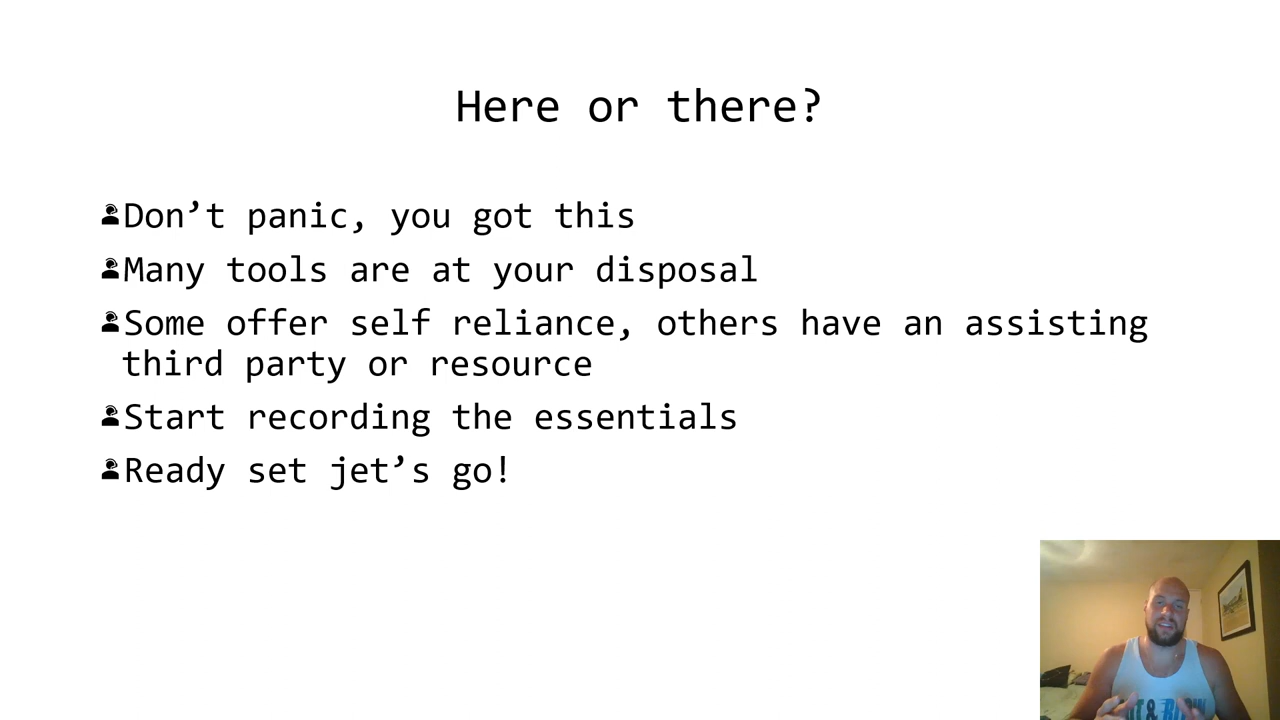 Here or there?
Don’t panic, you got this
Many tools are at your disposal
Some offer self reliance, others have an assisting
third party or resource
Start recording the essentials
Ready set jet’s go!